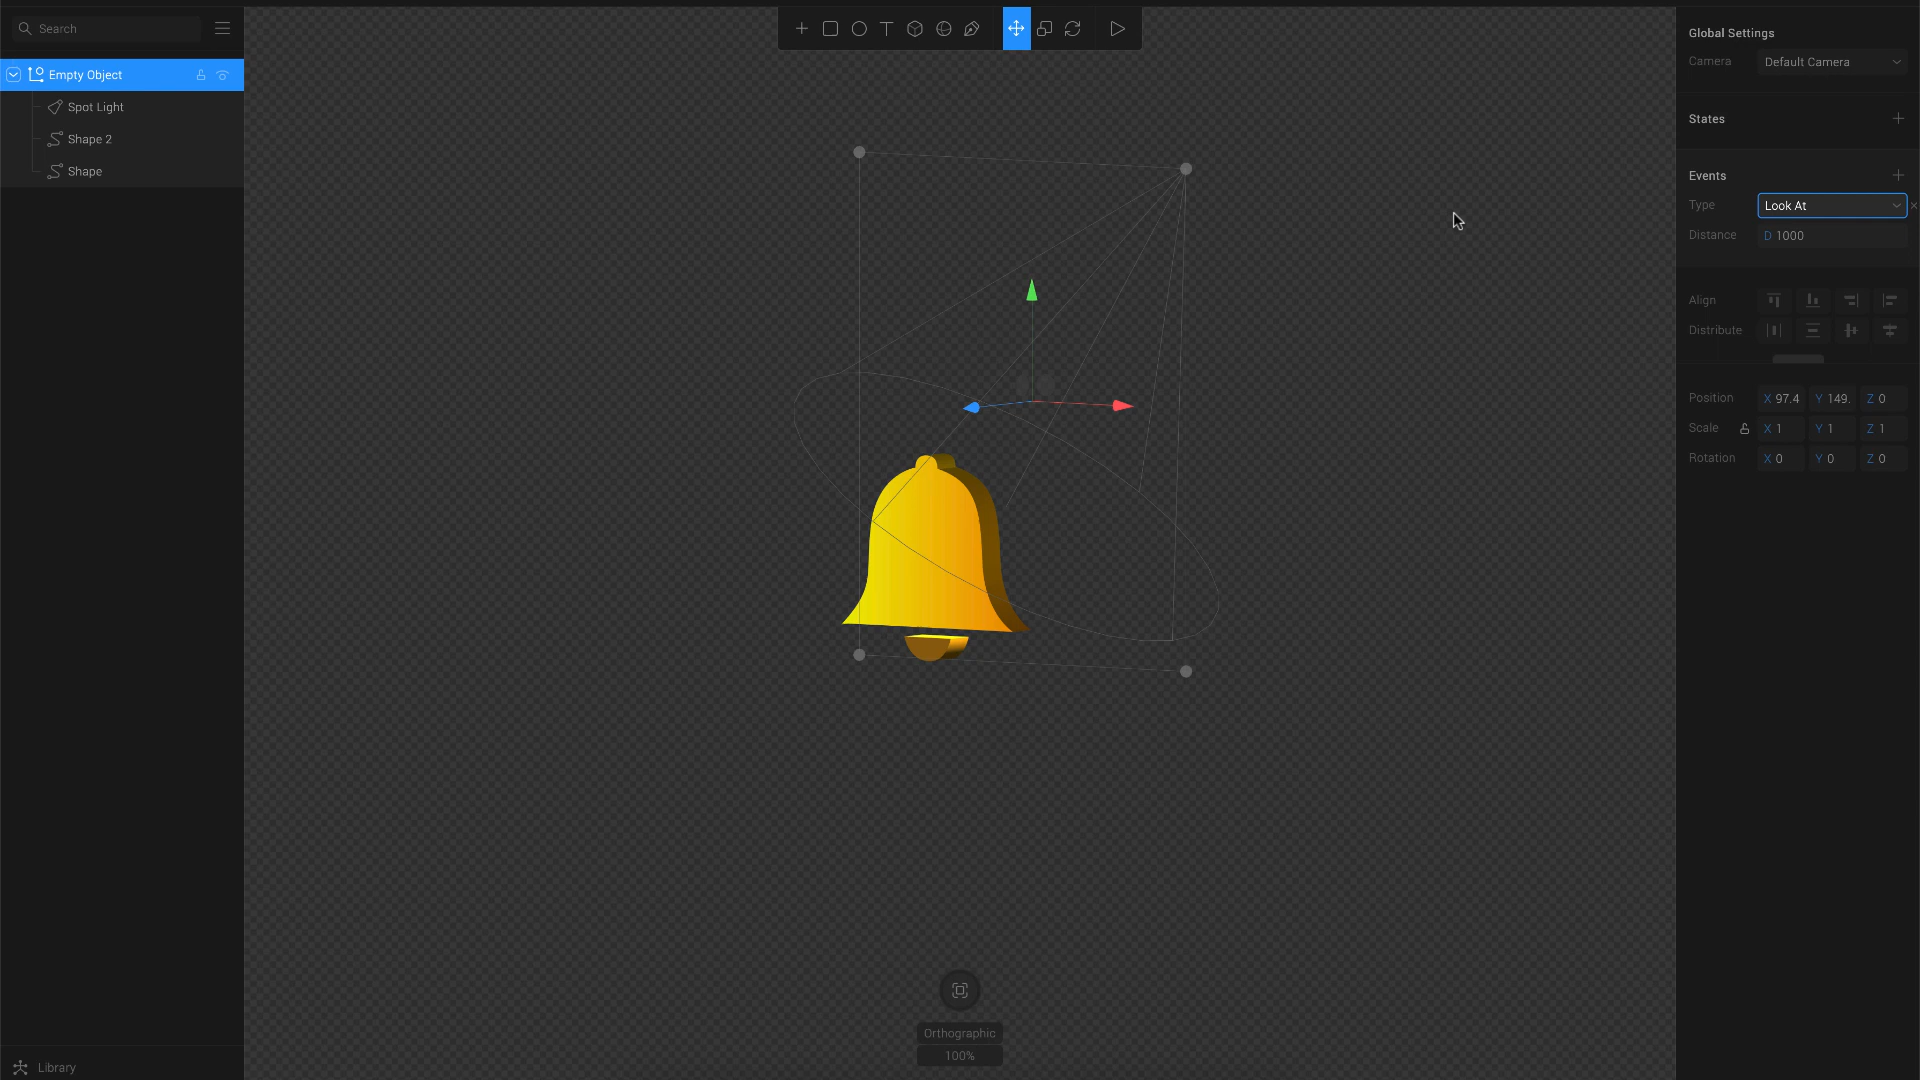 Search
Empty Object
Spot Light
Shape 2
Shape
Library
T
Orthographic
100%
Global Settings
Camera Default Camera
States
Events
Type Look At
Distance D 1000
Align
Distribute
Position X 97.4 Y 149. Z 0
Scale X 1 Y 1 Z 1
Rotation X 0 Y 0 Z 0